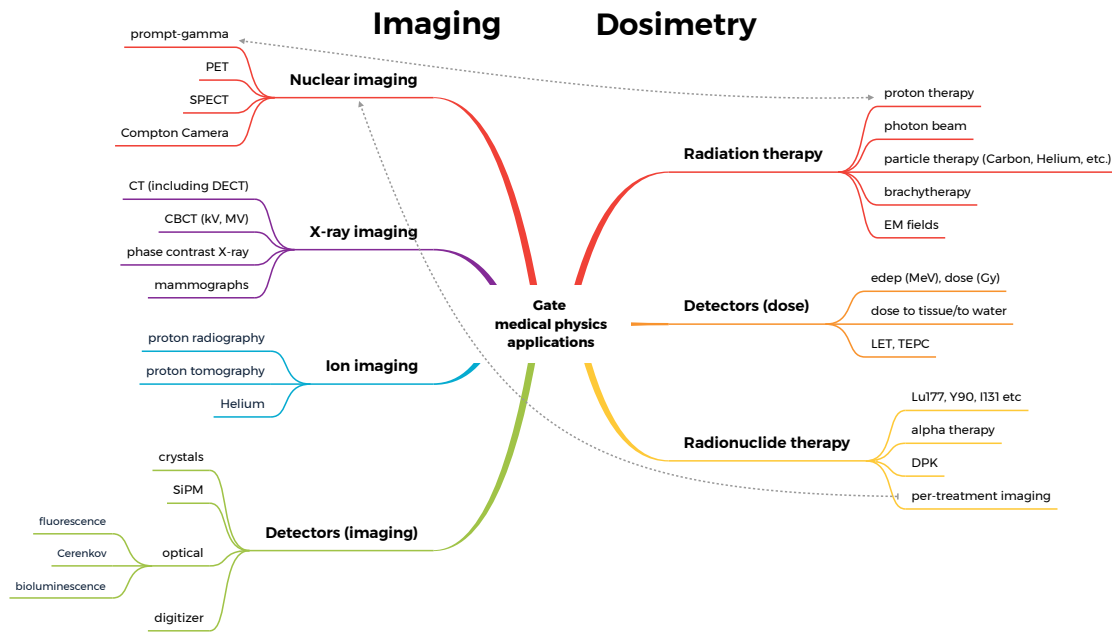 Imaging
Dosimetry
prompt-gamma
PET
SPECT
Compton Camera
Nuclear imaging
CT (including DECT)
CBCT (kV, MV)
phase contrast X-ray
mammographs
X-ray imaging
proton radiography
proton tomography
Helium
Ion imaging
crystals
SiPM
fluorescence
Cerenkov
bioluminescence
optical
digitizer
Detectors (imaging)
Gate
medical physics
applications
Radiation therapy
proton therapy
photon beam
particle therapy (Carbon, Helium, etc.)
brachytherapy
EM fields
Detectors (dose)
edep (MeV), dose (Gy)
dose to tissue/to water
LET, TEPC
Radionuclide therapy
Lu177, Y90, I131 etc
alpha therapy
DPK
per-treatment imaging